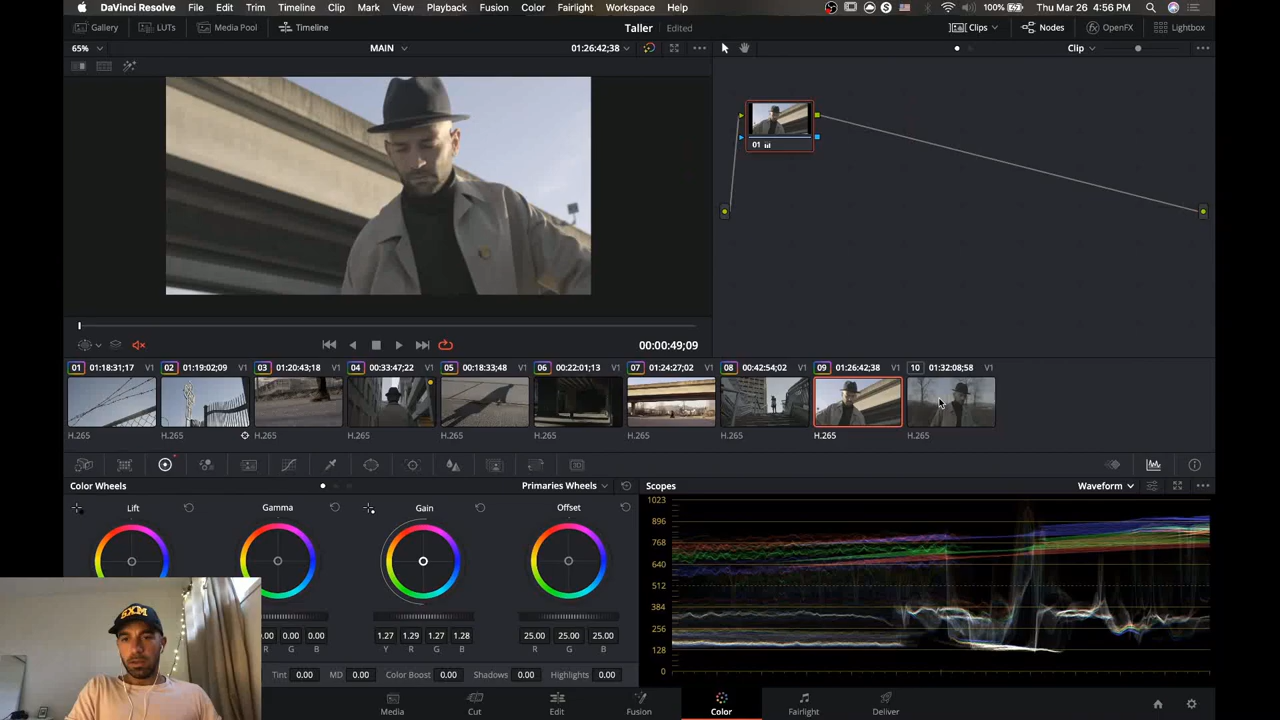 DaVinci Resolve File Edit Trim Timeline Clip Mark View Playback Fusion Color Fairlight Workspace Help 100% Thu Mar 26 4:56 PM
Gallery LUTs Media Pool Timeline Taller Edited Clips Nodes OpenFX Lightbox
65% MAIN 01:26:42;38 Clip
01
00:00:49;09
01 01:18:31;17 V1 02 01:19:02;09 V1 03 01:20:43;18 V1 04 00:33:47;22 V1 05 00:18:33;48 V1 06 00:22:01;13 V1 07 01:24:27;02 V1 08 00:42:54;02 V1 09 01:26:42;38 V1 10 01:32:08;58 V1
H.265 H.265 H.265 H.265 H.265 H.265 H.265 H.265 H.265 H.265
Color Wheels Primaries Wheels Scopes Waveform
Lift Gamma Gain Offset
1023
896
768
640
512
384
256
128
0
0.00 0.00 0.00 1.27 1.29 1.27 1.28 25.00 25.00 25.00
R G B Y R G B R G B
Tint 0.00 MD 0.00 Color Boost 0.00 Shadows 0.00 Highlights 0.00
SXM
Media Cut Edit Fusion Color Fairlight Deliver